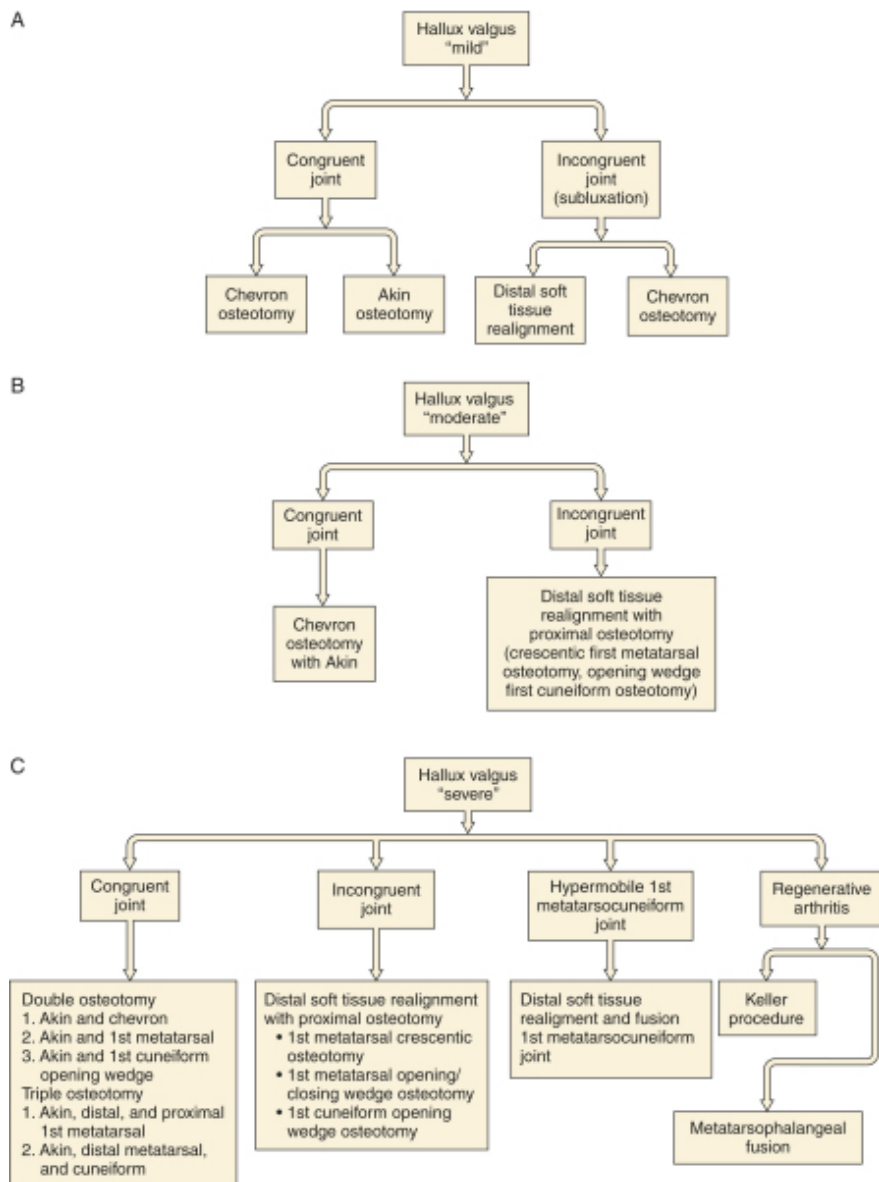 A
Hallux valgus
“mild”
Congruent
joint
Incongruent
joint
(subluxation)
Chevron
osteotomy
Akin
osteotomy
Distal soft
tissue
realignment
Chevron
osteotomy
B
Hallux valgus
“moderate”
Congruent
joint
Incongruent
joint
Chevron
osteotomy
with Akin
Distal soft tissue
realignment with
proximal osteotomy
(crescentic first metatarsal
osteotomy, opening wedge
first cuneiform osteotomy)
C
Hallux valgus
“severe”
Congruent
joint
Incongruent
joint
Hypermobile 1st
metatarsocuneiform
joint
Regenerative
arthritis
Double osteotomy
1. Akin and chevron
2. Akin and 1st metatarsal
3. Akin and 1st cuneiform
opening wedge
Triple osteotomy
1. Akin, distal, and proximal
1st metatarsal
2. Akin, distal metatarsal,
and cuneiform
Distal soft tissue realignment
with proximal osteotomy
• 1st metatarsal crescentic
osteotomy
• 1st metatarsal opening/
closing wedge osteotomy
• 1st cuneiform opening
wedge osteotomy
Distal soft tissue
realigment and fusion
1st metatarsocuneiform
joint
Keller
procedure
Metatarsophalangeal
fusion